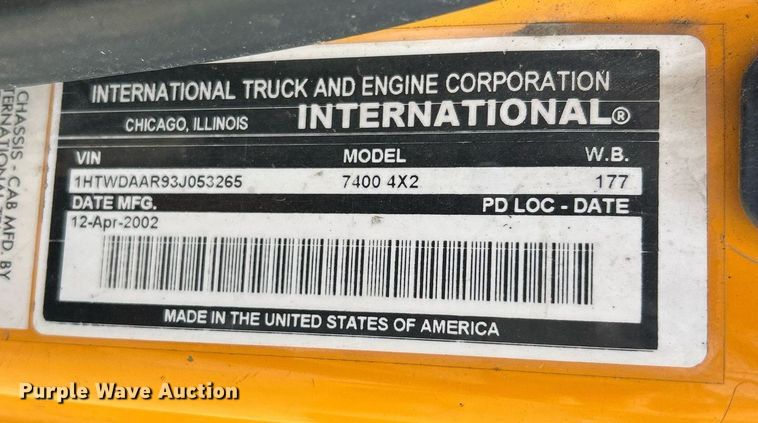 INTERNATIONAL TRUCK AND ENGINE CORPORATION
CHICAGO, ILLINOIS INTERNATIONAL®
VIN MODEL W.B.
1HTWDAAR93J053265 7400 4X2 177
DATE MFG. PD LOC - DATE
12-Apr-2002
MADE IN THE UNITED STATES OF AMERICA
CHASSIS - CAB MFD. BY
Purple Wave Auction